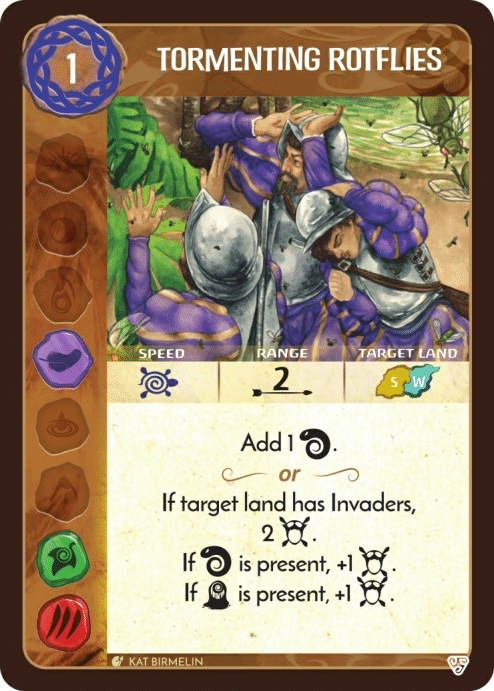 1
TORMENTING ROTFLIES
SPEED RANGE TARGET LAND
2 S W
Add 1 .
or
If target land has Invaders,
2 .
If is present, +1 .
If is present, +1 .
KAT BIRMELIN